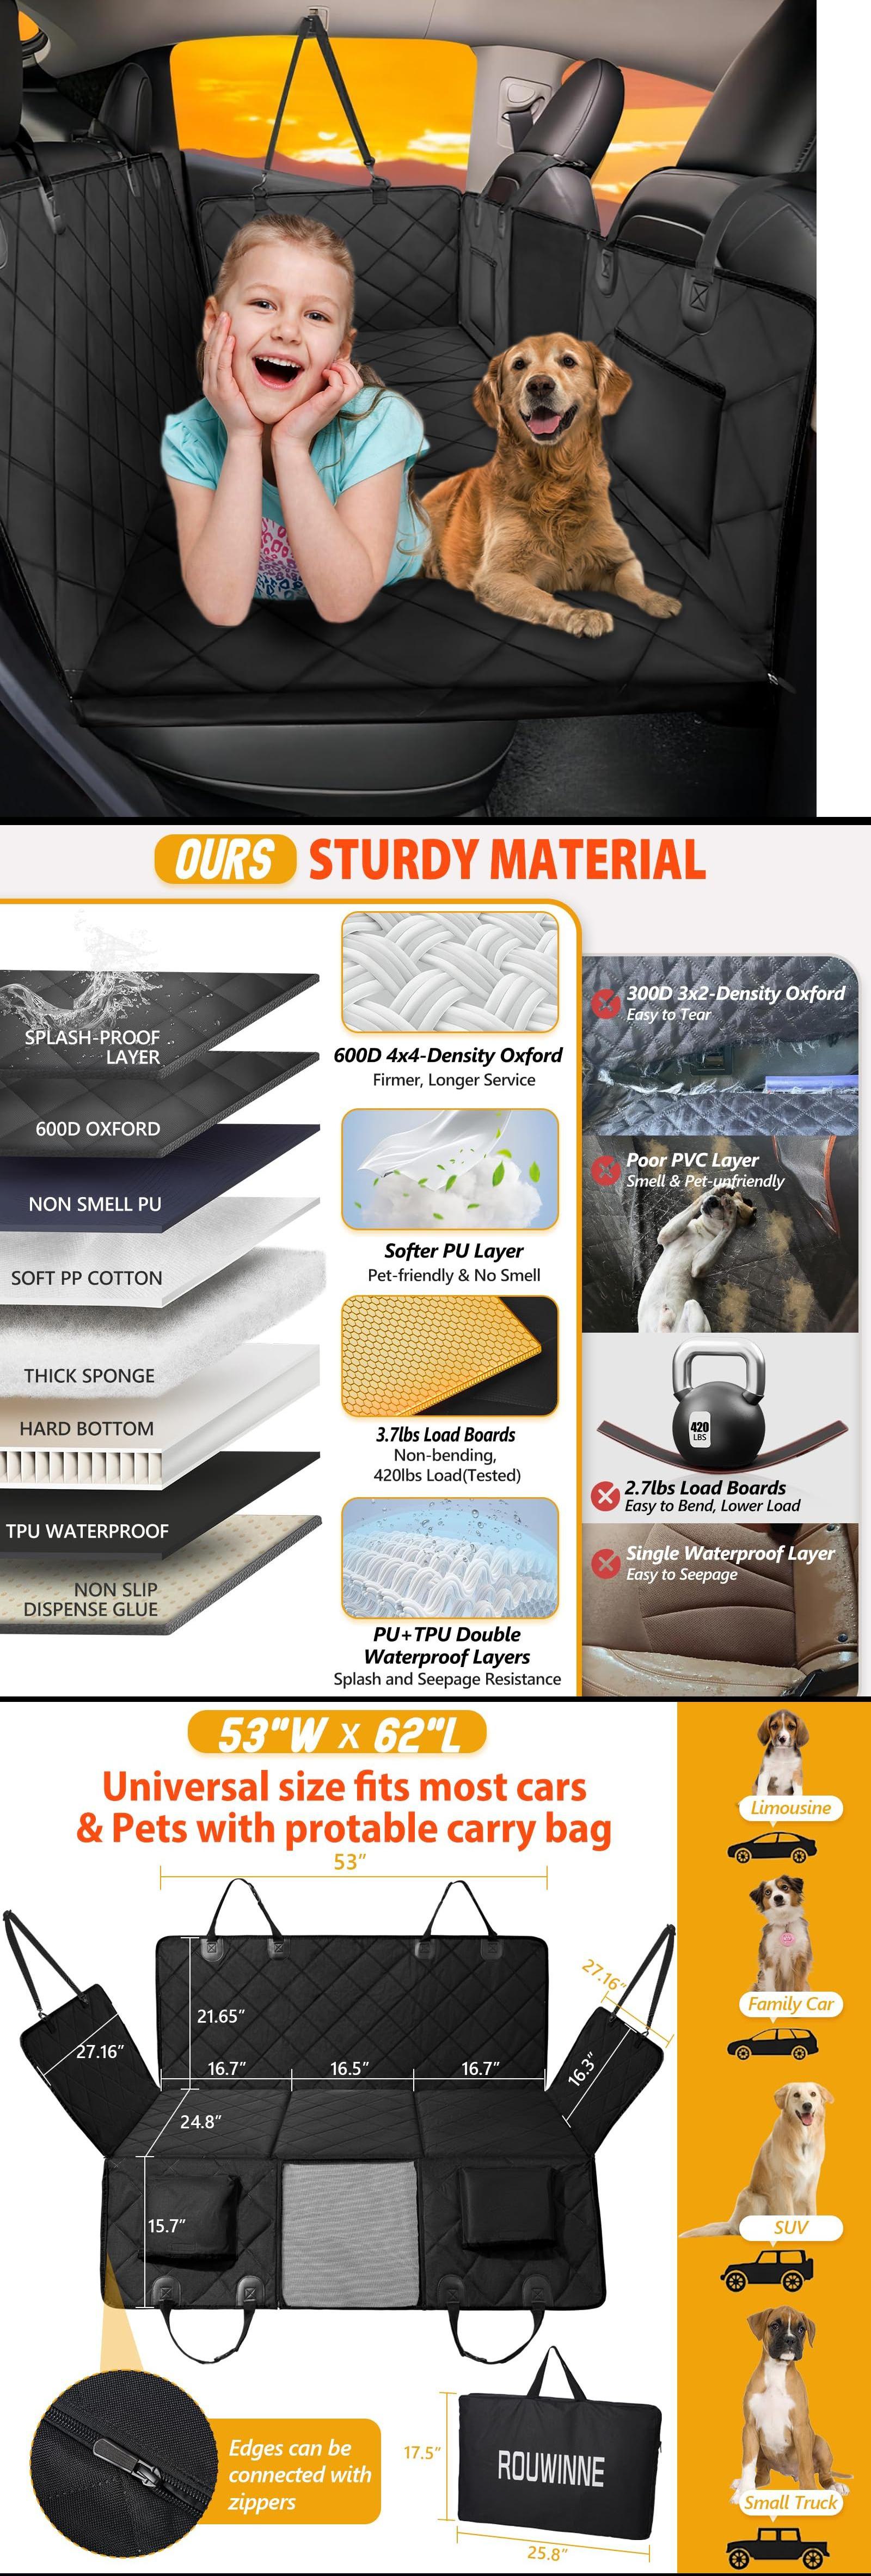 OURS STURDY MATERIAL
SPLASH-PROOF
LAYER
600D OXFORD
NON SMELL PU
SOFT PP COTTON
THICK SPONGE
HARD BOTTOM
TPU WATERPROOF
NON SLIP
DISPENSE GLUE
600D 4x4-Density Oxford
Firmer, Longer Service
Softer PU Layer
Pet-friendly & No Smell
3.7lbs Load Boards
Non-bending,
420lbs Load(Tested)
PU+TPU Double
Waterproof Layers
Splash and Seepage Resistance
300D 3x2-Density Oxford
Easy to Tear
Poor PVC Layer
Smell & Pet-unfriendly
420
LBS
2.7lbs Load Boards
Easy to Bend, Lower Load
Single Waterproof Layer
Easy to Seepage
53"W X 62"L
Universal size fits most cars
& Pets with protable carry bag
53"
21.65"
27.16"
27.16"
16.3"
16.7"
16.5"
16.7"
24.8"
15.7"
Edges can be
connected with
zippers
17.5"
ROUWINNE
25.8"
Limousine
Family Car
SUV
Small Truck